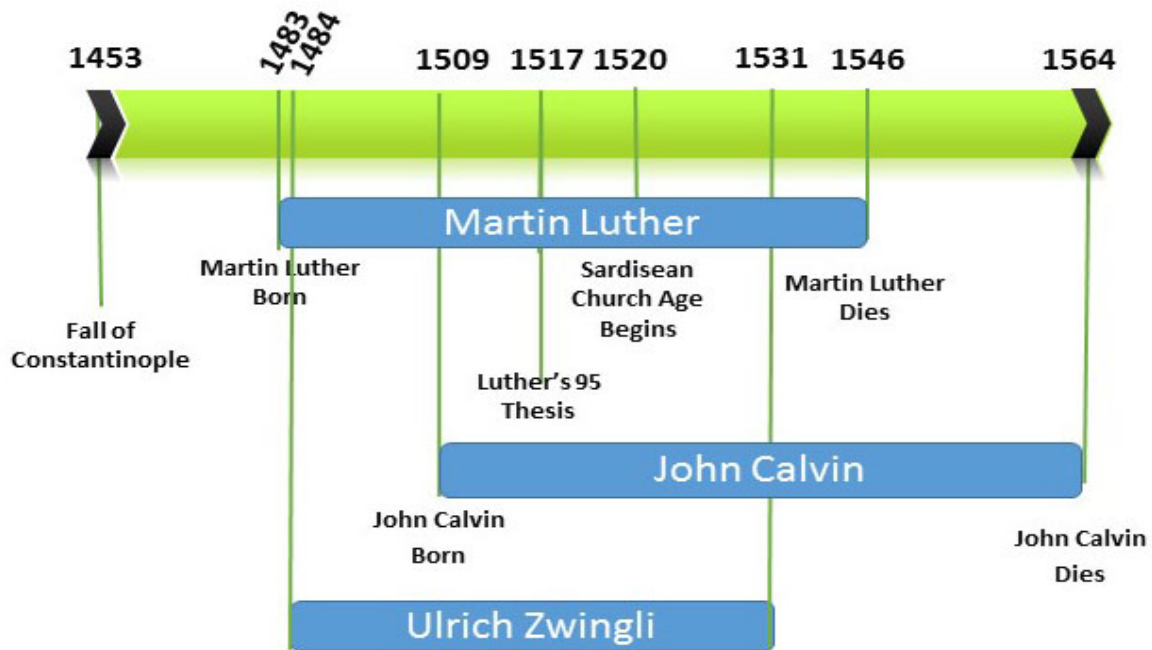 1453
1483
1484
1509
1517
1520
1531
1546
1564
Martin Luther
Martin Luther
Born
Sardisean
Church Age
Begins
Martin Luther
Dies
Fall of
Constantinople
Luther's 95
Thesis
John Calvin
John Calvin
Born
John Calvin
Dies
Ulrich Zwingli